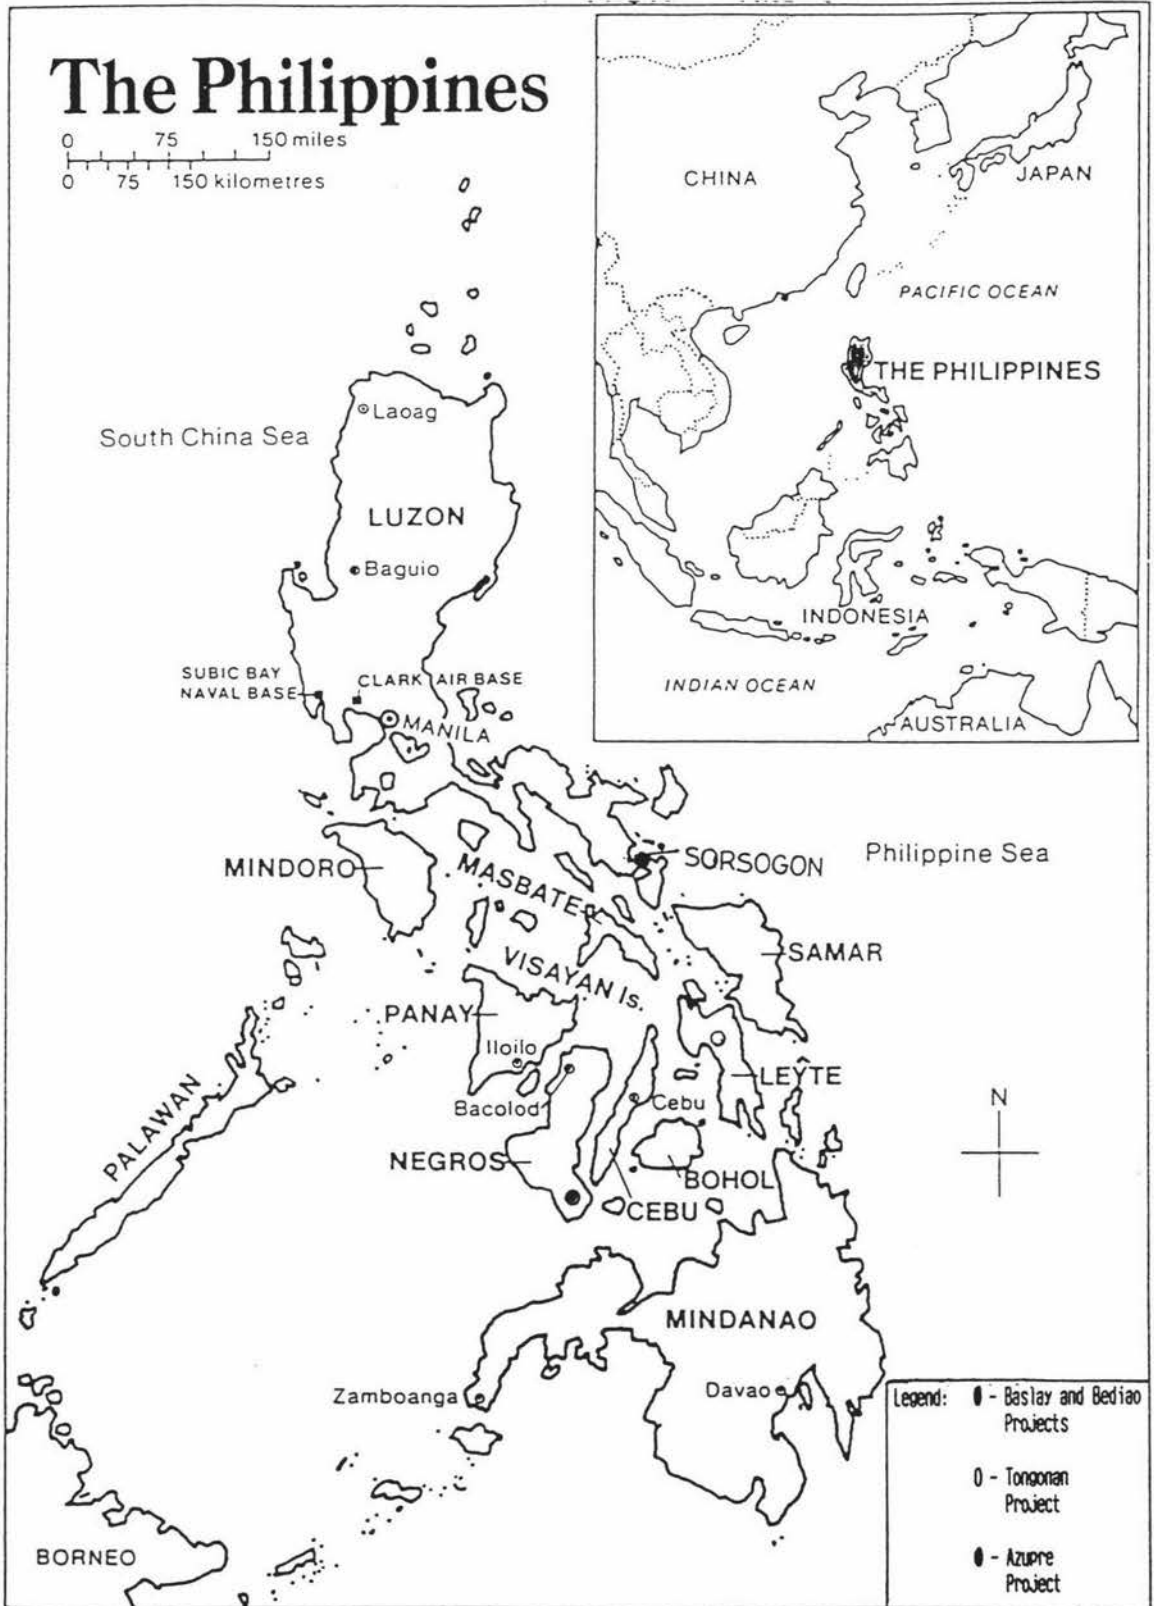 The Philippines
0 75 150 miles
0 75 150 kilometres
CHINA
JAPAN
PACIFIC OCEAN
THE PHILIPPINES
INDONESIA
INDIAN OCEAN
AUSTRALIA
Laoag
South China Sea
LUZON
Baguio
SUBIC BAY
NAVAL BASE
CLARK AIR BASE
MANILA
MINDORO
MASBATE
SORSOGON
Philippine Sea
VISAYAN Is.
SAMAR
PANAY
Iloilo
LEYTE
PALAWAN
Bacolod
Cebu
N
NEGROS
BOHOL
CEBU
MINDANAO
Zamboanga
Davao
BORNEO
Legend: - Baslay and Bediao
Projects
- Tongonan
Project
- Azupre
Project